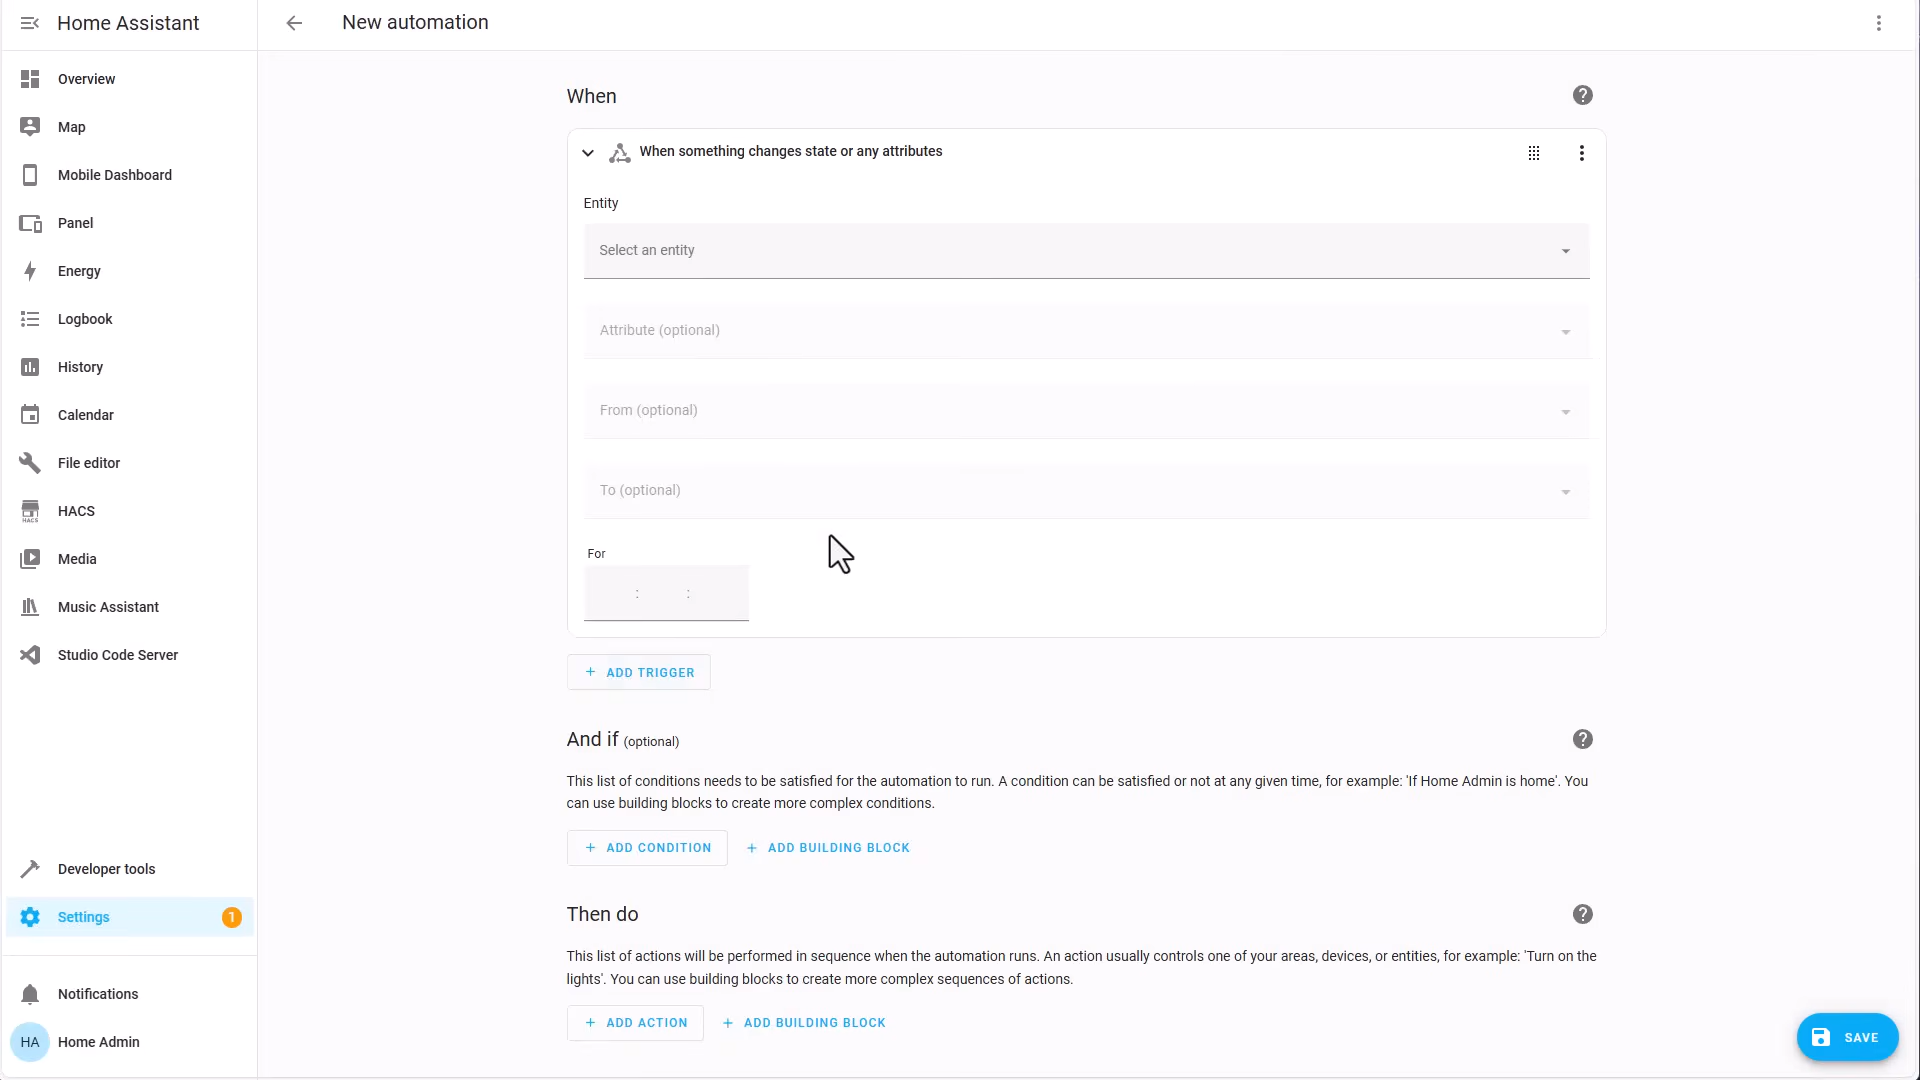 Home Assistant
Overview
Map
Mobile Dashboard
Panel
Energy
Logbook
History
Calendar
File editor
HACS
HACS
Media
Music Assistant
Studio Code Server
Developer tools
Settings
1
Notifications
HA
Home Admin
New automation
When
?
When something changes state or any attributes
Entity
Select an entity
Attribute (optional)
From (optional)
To (optional)
For
: :
+ ADD TRIGGER
And if (optional)
?
This list of conditions needs to be satisfied for the automation to run. A condition can be satisfied or not at any given time, for example: 'If Home Admin is home'. You
can use building blocks to create more complex conditions.
+ ADD CONDITION
+ ADD BUILDING BLOCK
Then do
?
This list of actions will be performed in sequence when the automation runs. An action usually controls one of your areas, devices, or entities, for example: 'Turn on the
lights'. You can use building blocks to create more complex sequences of actions.
+ ADD ACTION
+ ADD BUILDING BLOCK
SAVE